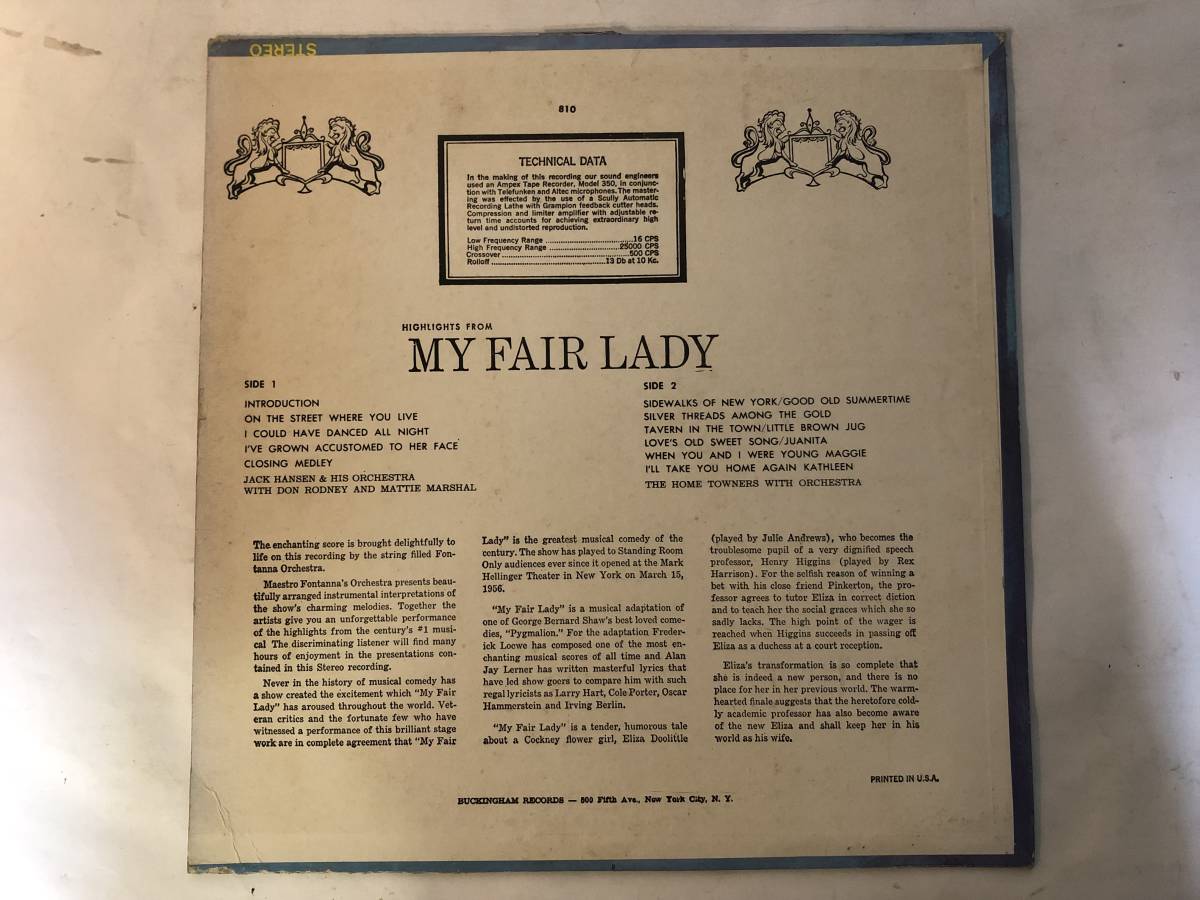 STEREO
810
TECHNICAL DATA
In the making of this recording our sound engineers
used an Ampex Tape Recorder, Model 350, in conjunc-
tion with Telefunken and Altec microphones. The master-
ing was effected by the use of a Scully Automatic
Recording Lathe with Grampion feedback cutter heads.
Compression and limiter amplifier with adjustable re-
turn time accounts for achieving extraordinary high
level and undistorted reproduction.
Low Frequency Range ........................16 CPS
High Frequency Range ....................25000 CPS
Crossover ......................................500 CPS
Rolloff ..................................13 Db at 10 Kc.
HIGHLIGHTS FROM
MY FAIR LADY
SIDE 1
INTRODUCTION
ON THE STREET WHERE YOU LIVE
I COULD HAVE DANCED ALL NIGHT
I'VE GROWN ACCUSTOMED TO HER FACE
CLOSING MEDLEY
JACK HANSEN & HIS ORCHESTRA
WITH DON RODNEY AND MATTIE MARSHAL
SIDE 2
SIDEWALKS OF NEW YORK/GOOD OLD SUMMERTIME
SILVER THREADS AMONG THE GOLD
TAVERN IN THE TOWN/LITTLE BROWN JUG
LOVE'S OLD SWEET SONG/JUANITA
WHEN YOU AND I WERE YOUNG MAGGIE
I'LL TAKE YOU HOME AGAIN KATHLEEN
THE HOME TOWNERS WITH ORCHESTRA
The enchanting score is brought delightfully to
life on this recording by the string filled Fon-
tanna Orchestra.
Maestro Fontanna's Orchestra presents beau-
tifully arranged instrumental interpretations of
the show's charming melodies. Together the
artists give you an unforgettable performance
of the highlights from the century's #1 musi-
cal The discriminating listener will find many
hours of enjoyment in the presentations con-
tained in this Stereo recording.
Never in the history of musical comedy has
a show created the excitement which "My Fair
Lady" has aroused throughout the world. Vet-
eran critics and the fortunate few who have
witnessed a performance of this brilliant stage
work are in complete agreement that "My Fair
Lady" is the greatest musical comedy of the
century. The show has played to Standing Room
Only audiences ever since it opened at the Mark
Hellinger Theater in New York on March 15,
1956.
"My Fair Lady" is a musical adaptation of
one of George Bernard Shaw's best loved come-
dies, "Pygmalion." For the adaptation Freder-
ick Loewe has composed one of the most en-
chanting musical scores of all time and Alan
Jay Lerner has written masterful lyrics that
have led show goers to compare him with such
regal lyricists as Larry Hart, Cole Porter, Oscar
Hammerstein and Irving Berlin.
"My Fair Lady" is a tender, humorous tale
about a Cockney flower girl, Eliza Doolittle
(played by Julie Andrews), who becomes the
troublesome pupil of a very dignified speech
professor, Henry Higgins (played by Rex
Harrison). For the selfish reason of winning a
bet with his close friend Pinkerton, the pro-
fessor agrees to tutor Eliza in correct diction
and to teach her the social graces which she so
sadly lacks. The high point of the wager is
reached when Higgins succeeds in passing off
Eliza as a duchess at a court reception.
Eliza's transformation is so complete that
she is indeed a new person, and there is no
place for her in her previous world. The warm-
hearted finale suggests that the heretofore cold-
ly academic professor has also become aware
of the new Eliza and shall keep her in his
world as his wife.
PRINTED IN U.S.A.
BUCKINGHAM RECORDS — 500 Fifth Ave., New York City, N. Y.